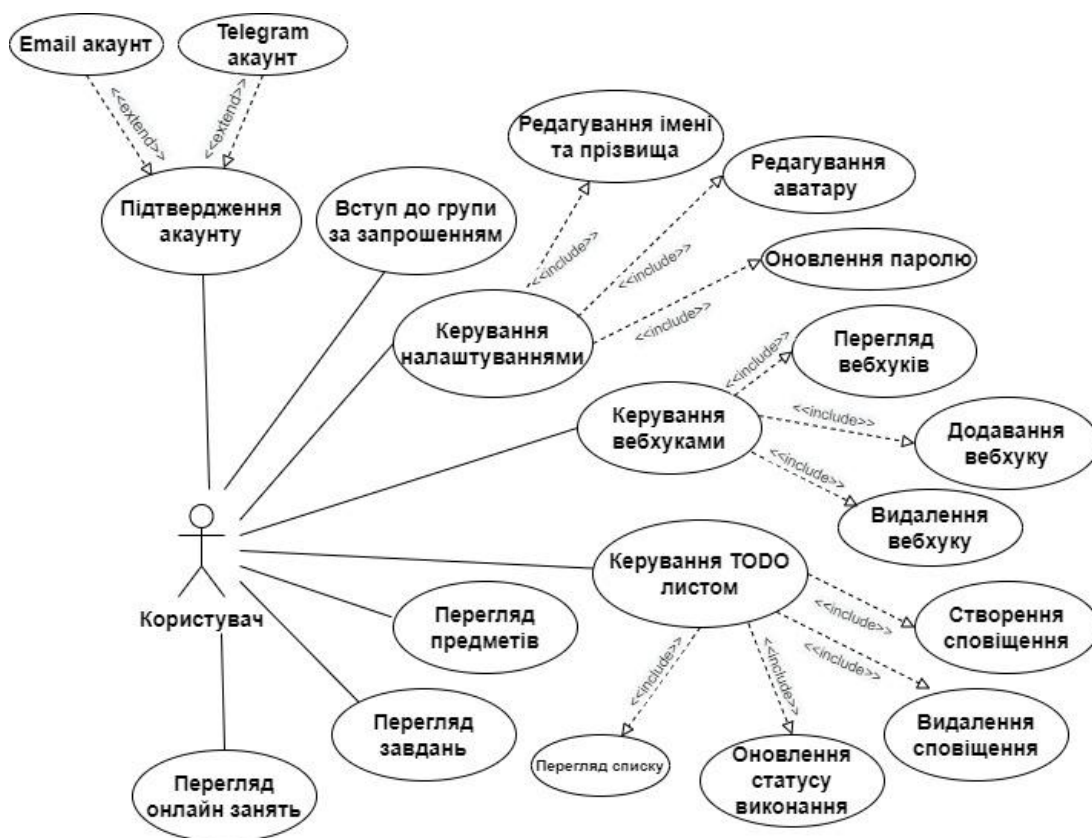 Email акаунт
Telegram
акаунт
<<extend>>
<<extend>>
Підтвердження
акаунту
Вступ до групи
за запрошенням
Редагування імені
та прізвища
Редагування
аватару
Оновлення паролю
<<include>>
<<include>>
<<include>>
Керування
налаштуваннями
Перегляд
вебхуків
<<include>>
Керування
вебхуками
<<include>>
Додавання
вебхуку
<<include>>
Видалення
вебхуку
Користувач
Керування TODO
листом
<<include>>
Створення
сповіщення
<<include>>
Видалення
сповіщення
<<include>>
<<include>>
Перегляд списку
Оновлення
статусу
виконання
Перегляд
предметів
Перегляд
завдань
Перегляд
онлайн занять